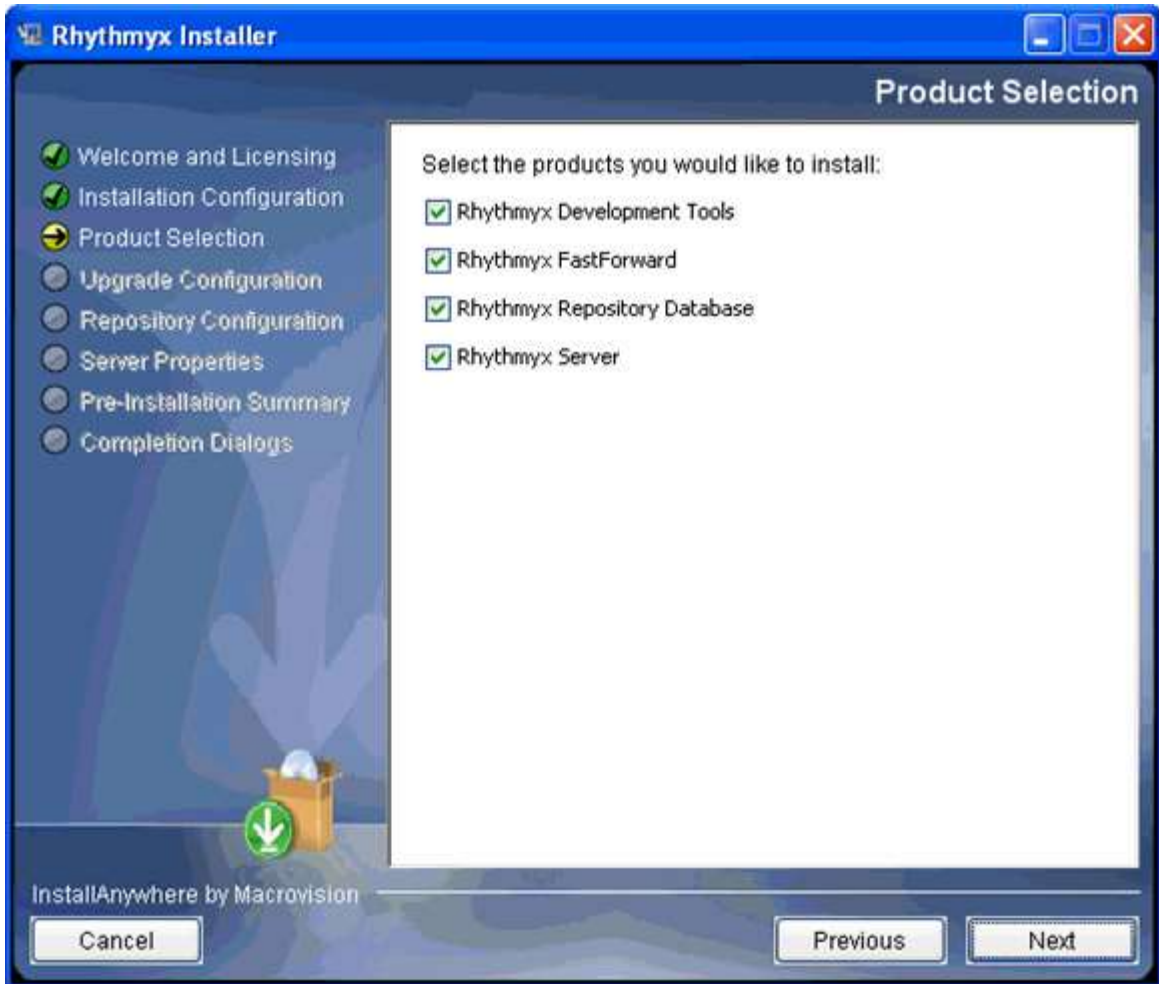 Rhythmyx Installer
Product Selection
Welcome and Licensing
Installation Configuration
Product Selection
Upgrade Configuration
Repository Configuration
Server Properties
Pre-Installation Summary
Completion Dialogs
Select the products you would like to install:
Rhythmyx Development Tools
Rhythmyx FastForward
Rhythmyx Repository Database
Rhythmyx Server
InstallAnywhere by Macrovision
Cancel
Previous
Next